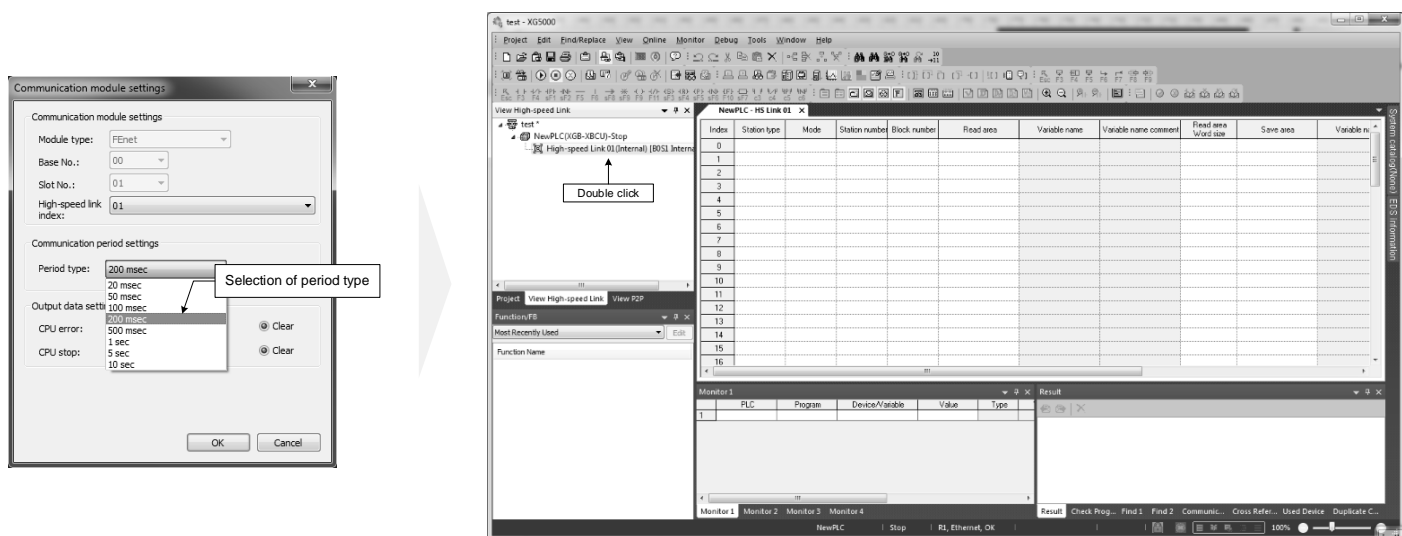 Communication module settings
Communication module settings
Module type: FEnet
Base No.: 00
Slot No.: 01
High-speed link index: 01
Communication period settings
Period type: 200 msec
Selection of period type
20 msec
50 msec
100 msec
200 msec
500 msec
1 sec
5 sec
10 sec
Output data setti
CPU error: Clear
CPU stop: Clear
OK Cancel
test - XG5000
Project Edit Find/Replace View Online Monitor Debug Tools Window Help
View High-speed Link
test *
NewPLC(XGB-XBCU)-Stop
High-speed Link 01(Internal) [B0S1 Interna
Double click
Project View High-speed Link View P2P
Function/FB
Most Recently Used Edit
Function Name
NewPLC - HS Link 01
Index Station type Mode Station number Block number Read area Variable name Variable name comment Read area Word size Save area Variable na
0
1
2
3
4
5
6
7
8
9
10
11
12
13
14
15
16
System catalog(None) EDS information
Monitor 1
PLC Program Device/Variable Value Type
1
Monitor 1 Monitor 2 Monitor 3 Monitor 4
Result
Result Check Prog... Find 1 Find 2 Communic... Cross Refer... Used Device Duplicate C...
NewPLC Stop R1, Ethernet, OK 100%